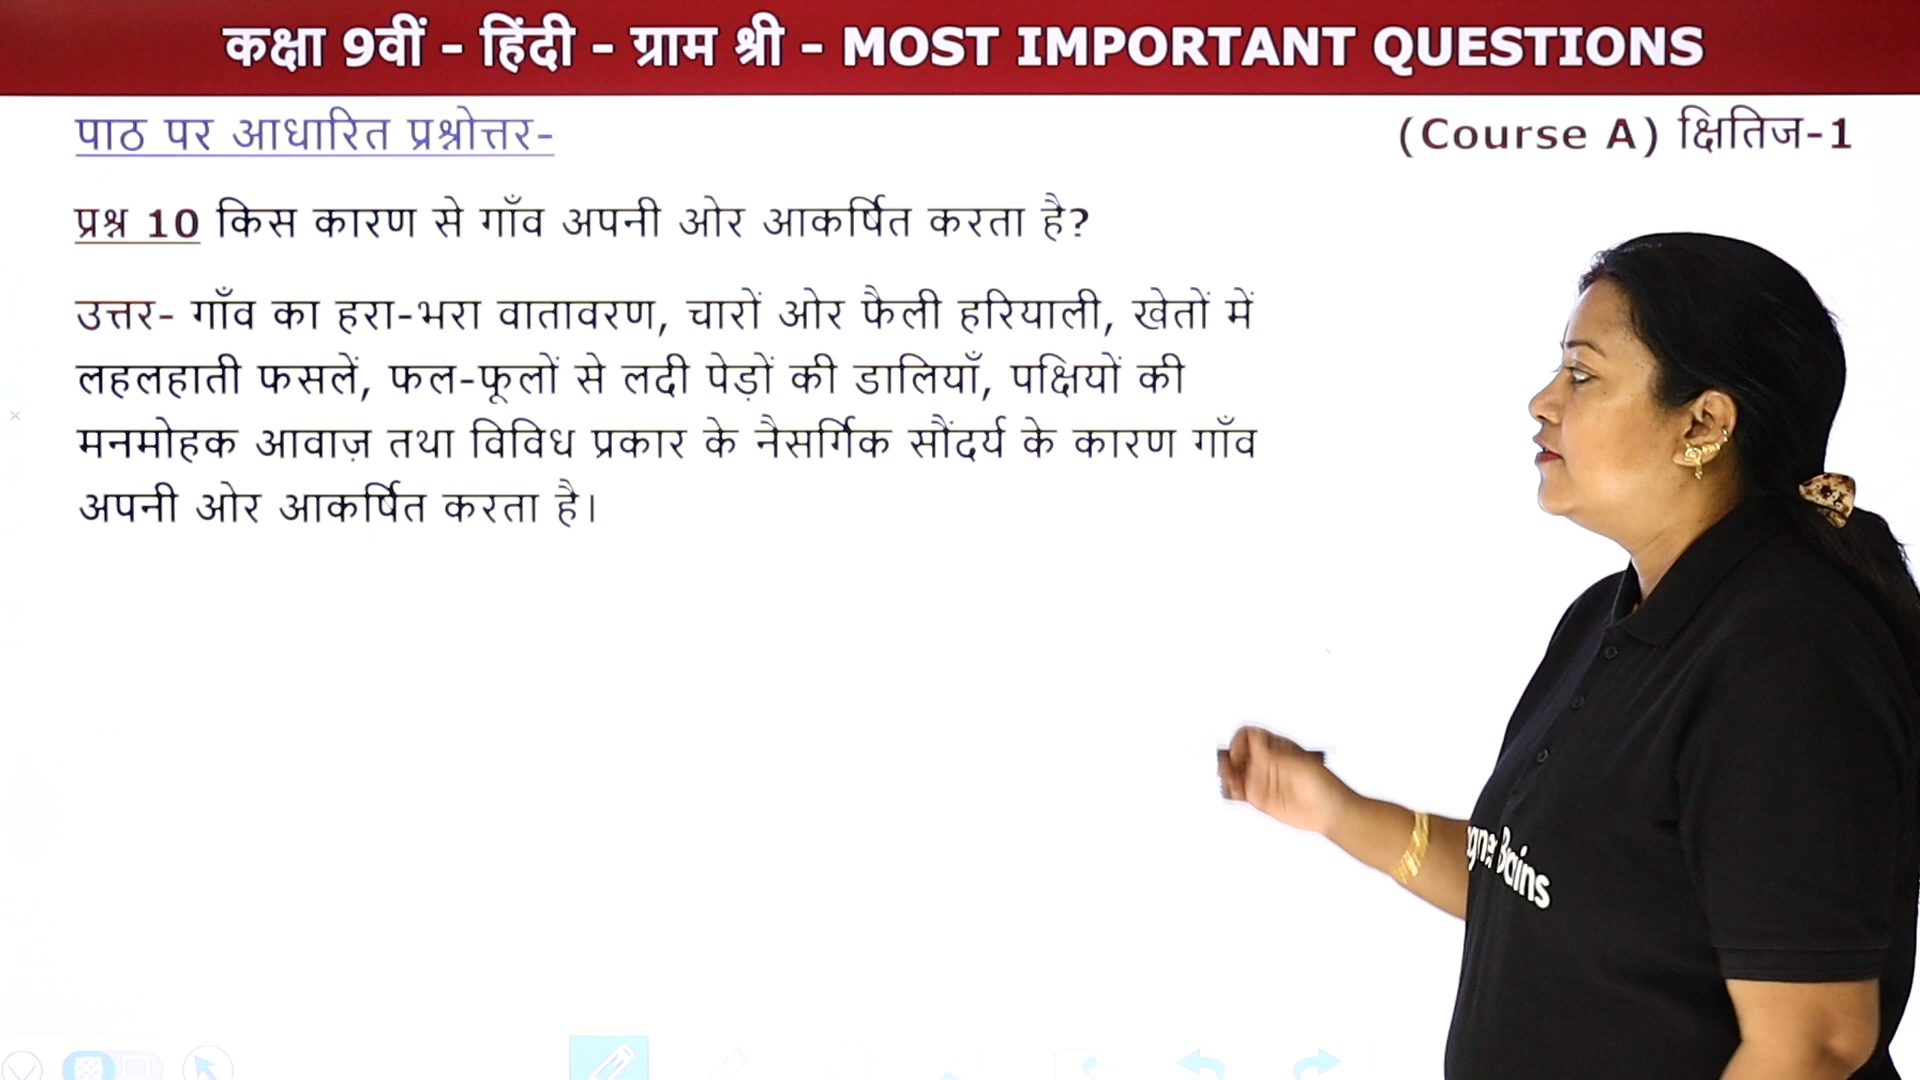 कक्षा 9वीं - हिंदी - ग्राम श्री - MOST IMPORTANT QUESTIONS
पाठ पर आधारित प्रश्नोत्तर-
(Course A) क्षितिज-1
प्रश्न 10 किस कारण से गाँव अपनी ओर आकर्षित करता है?
उत्तर- गाँव का हरा-भरा वातावरण, चारों ओर फैली हरियाली, खेतों में
लहलहाती फसलें, फल-फूलों से लदी पेड़ों की डालियाँ, पक्षियों की
मनमोहक आवाज़ तथा विविध प्रकार के नैसर्गिक सौंदर्य के कारण गाँव
अपनी ओर आकर्षित करता है।
Brains